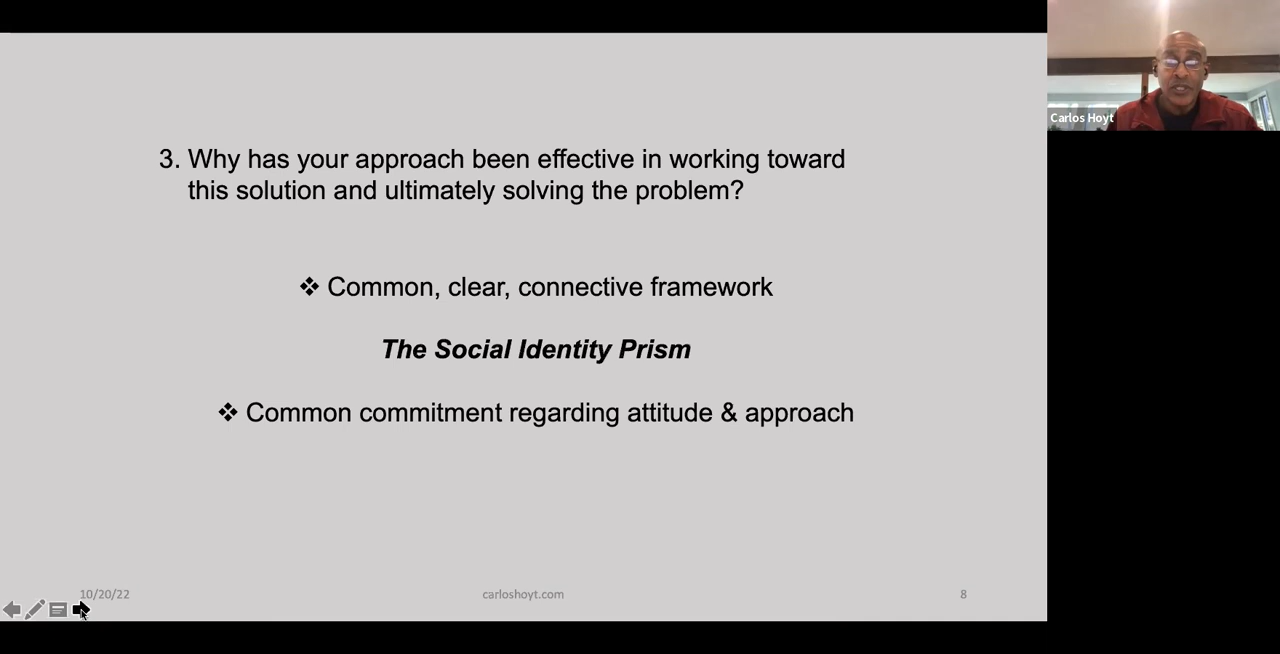 3. Why has your approach been effective in working toward
this solution and ultimately solving the problem?
❖ Common, clear, connective framework
The Social Identity Prism
❖ Common commitment regarding attitude & approach
10/20/22
carloshoyt.com
8
Carlos Hoyt